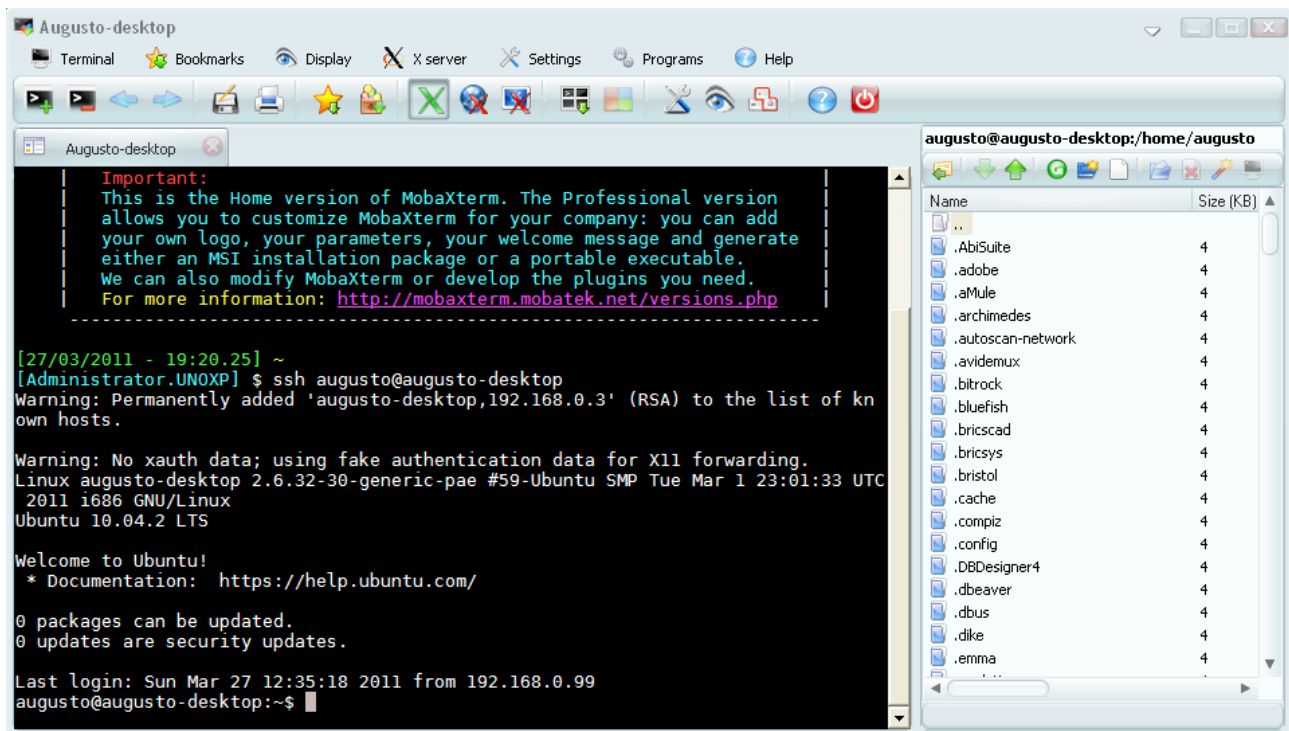 Augusto-desktop
Terminal Bookmarks Display X server Settings Programs Help
Augusto-desktop
Important:
This is the Home version of MobaXterm. The Professional version
allows you to customize MobaXterm for your company: you can add
your own logo, your parameters, your welcome message and generate
either an MSI installation package or a portable executable.
We can also modify MobaXterm or develop the plugins you need.
For more information: http://mobaxterm.mobatek.net/versions.php
[27/03/2011 - 19:20.25] ~
[Administrator.UNOXP] $ ssh augusto@augusto-desktop
Warning: Permanently added 'augusto-desktop,192.168.0.3' (RSA) to the list of kn
own hosts.
Warning: No xauth data; using fake authentication data for X11 forwarding.
Linux augusto-desktop 2.6.32-30-generic-pae #59-Ubuntu SMP Tue Mar 1 23:01:33 UTC
2011 i686 GNU/Linux
Ubuntu 10.04.2 LTS
Welcome to Ubuntu!
* Documentation: https://help.ubuntu.com/
0 packages can be updated.
0 updates are security updates.
Last login: Sun Mar 27 12:35:18 2011 from 192.168.0.99
augusto@augusto-desktop:~$
augusto@augusto-desktop:/home/augusto
Name Size (KB)
..
.AbiSuite 4
.adobe 4
.aMule 4
.archimedes 4
.autoscan-network 4
.avidemux 4
.bitrock 4
.bluefish 4
.bricscad 4
.bricsys 4
.bristol 4
.cache 4
.compiz 4
.config 4
.DBDesigner4 4
.dbeaver 4
.dbus 4
.dike 4
.emma 4